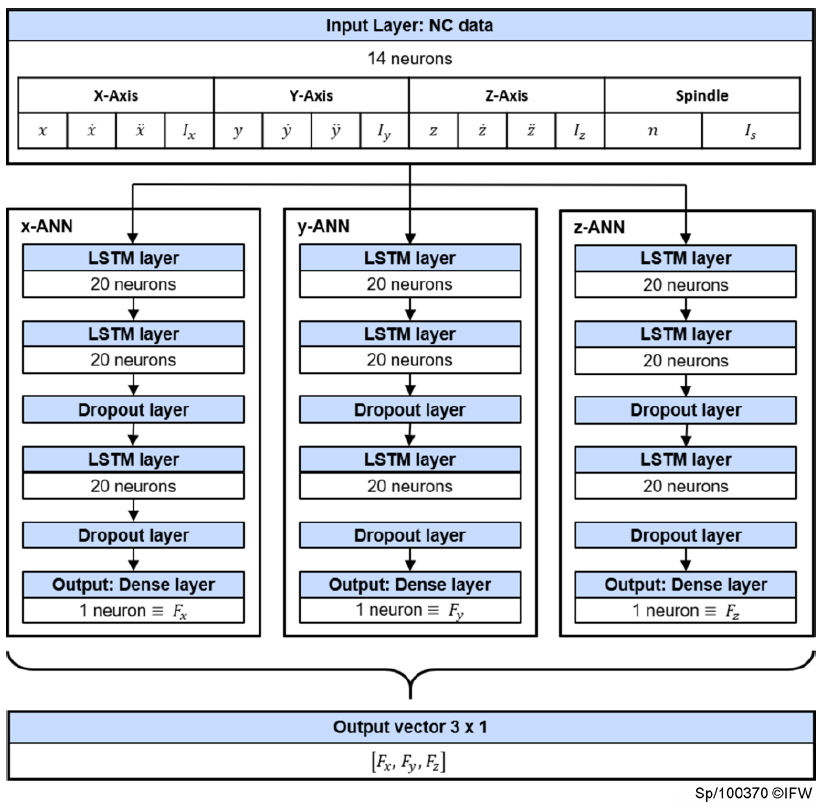 Input Layer: NC data
14 neurons
X-Axis Y-Axis Z-Axis Spindle
x ẋ ẍ Iₓ y ẏ ÿ I_y z ż z̈ I_z n Iₛ
x-ANN
LSTM layer
20 neurons
LSTM layer
20 neurons
Dropout layer
LSTM layer
20 neurons
Dropout layer
Output: Dense layer
1 neuron ≡ Fₓ
y-ANN
LSTM layer
20 neurons
LSTM layer
20 neurons
Dropout layer
LSTM layer
20 neurons
Dropout layer
Output: Dense layer
1 neuron ≡ F_y
z-ANN
LSTM layer
20 neurons
LSTM layer
20 neurons
Dropout layer
LSTM layer
20 neurons
Dropout layer
Output: Dense layer
1 neuron ≡ F_z
Output vector 3 x 1
[Fₓ, F_y, F_z]
Sp/100370 ©IFW